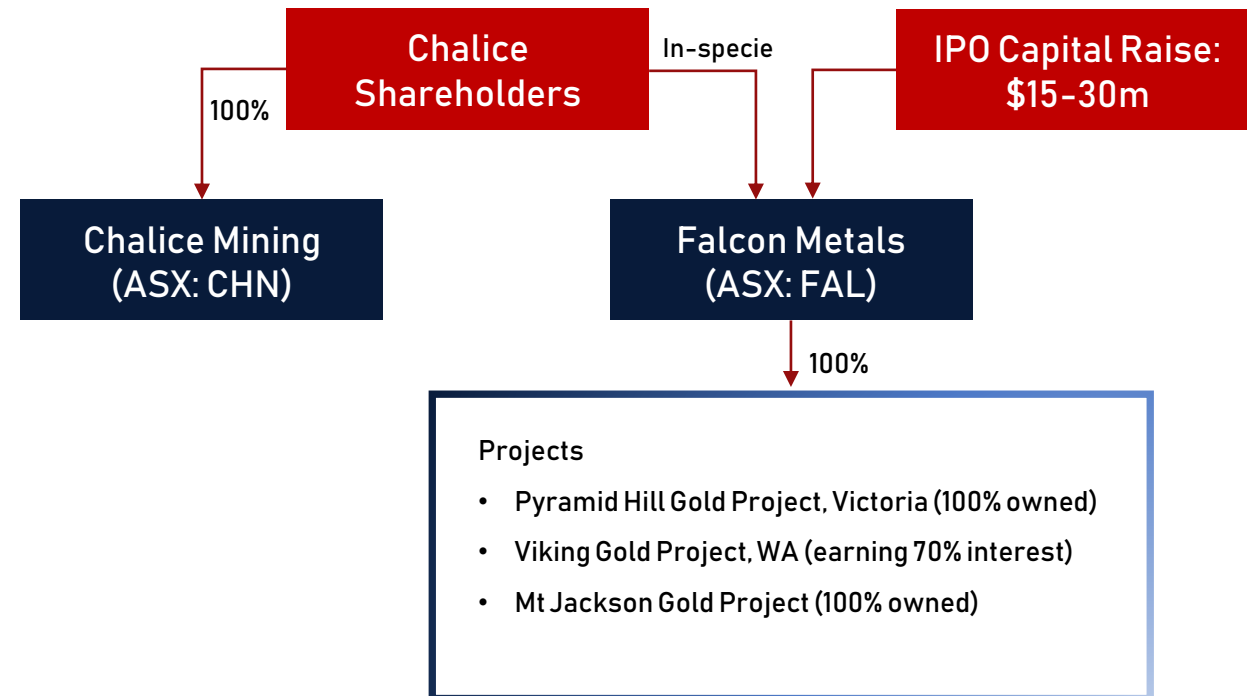 Chalice
Shareholders
In-specie
IPO Capital Raise:
$15-30m
100%
Chalice Mining
(ASX: CHN)
Falcon Metals
(ASX: FAL)
100%
Projects
• Pyramid Hill Gold Project, Victoria (100% owned)
• Viking Gold Project, WA (earning 70% interest)
• Mt Jackson Gold Project (100% owned)